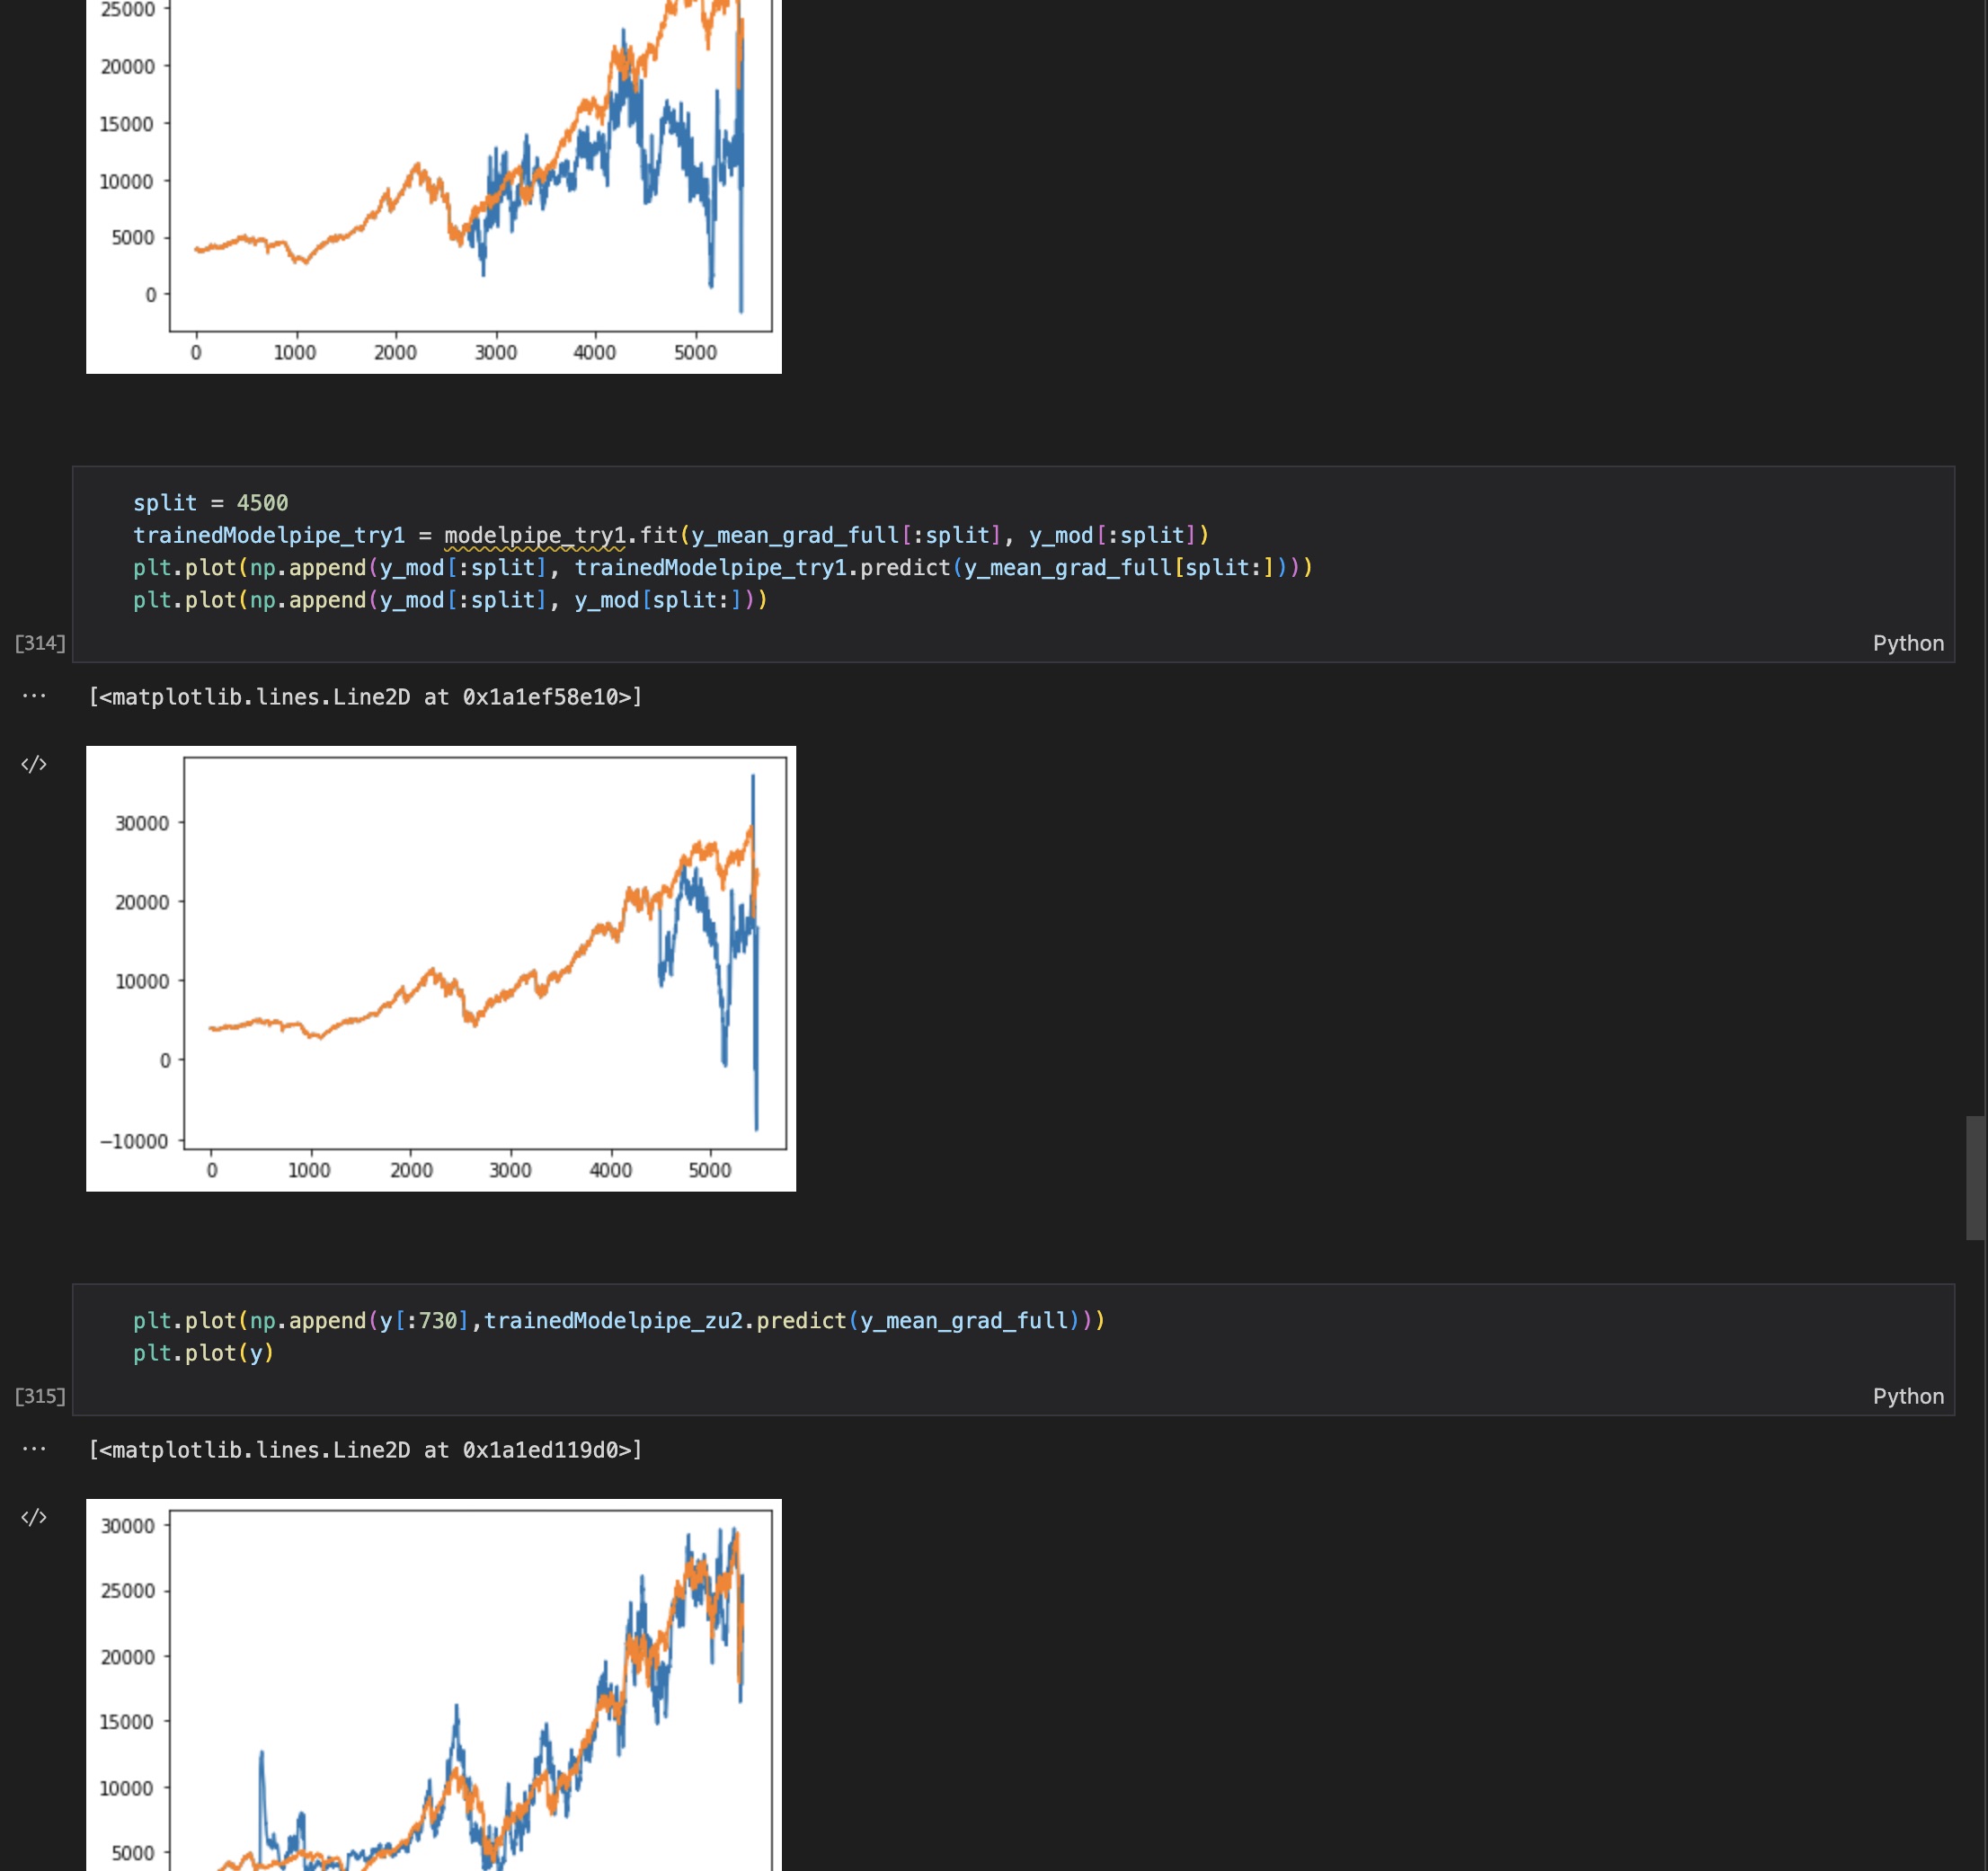 25000
20000
15000
10000
5000
0
0 1000 2000 3000 4000 5000
split = 4500
trainedModelpipe_try1 = modelpipe_try1.fit(y_mean_grad_full[:split], y_mod[:split])
plt.plot(np.append(y_mod[:split], trainedModelpipe_try1.predict(y_mean_grad_full[split:])))
plt.plot(np.append(y_mod[:split], y_mod[split:]))
[314] Python
... [<matplotlib.lines.Line2D at 0x1a1ef58e10>]
</>
30000
20000
10000
0
−10000
0 1000 2000 3000 4000 5000
plt.plot(np.append(y[:730],trainedModelpipe_zu2.predict(y_mean_grad_full)))
plt.plot(y)
[315] Python
... [<matplotlib.lines.Line2D at 0x1a1ed119d0>]
</>
30000
25000
20000
15000
10000
5000